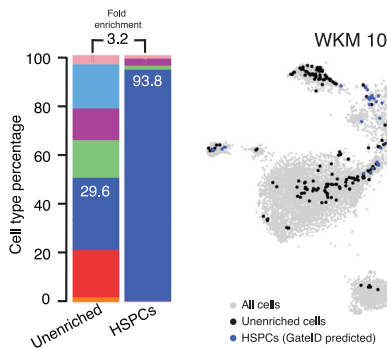 Fold
enrichment
3.2
WKM 10
100
80
60
40
20
0
Cell type percentage
93.8
29.6
Unenriched
HSPCs
All cells
Unenriched cells
HSPCs (GateID predicted)